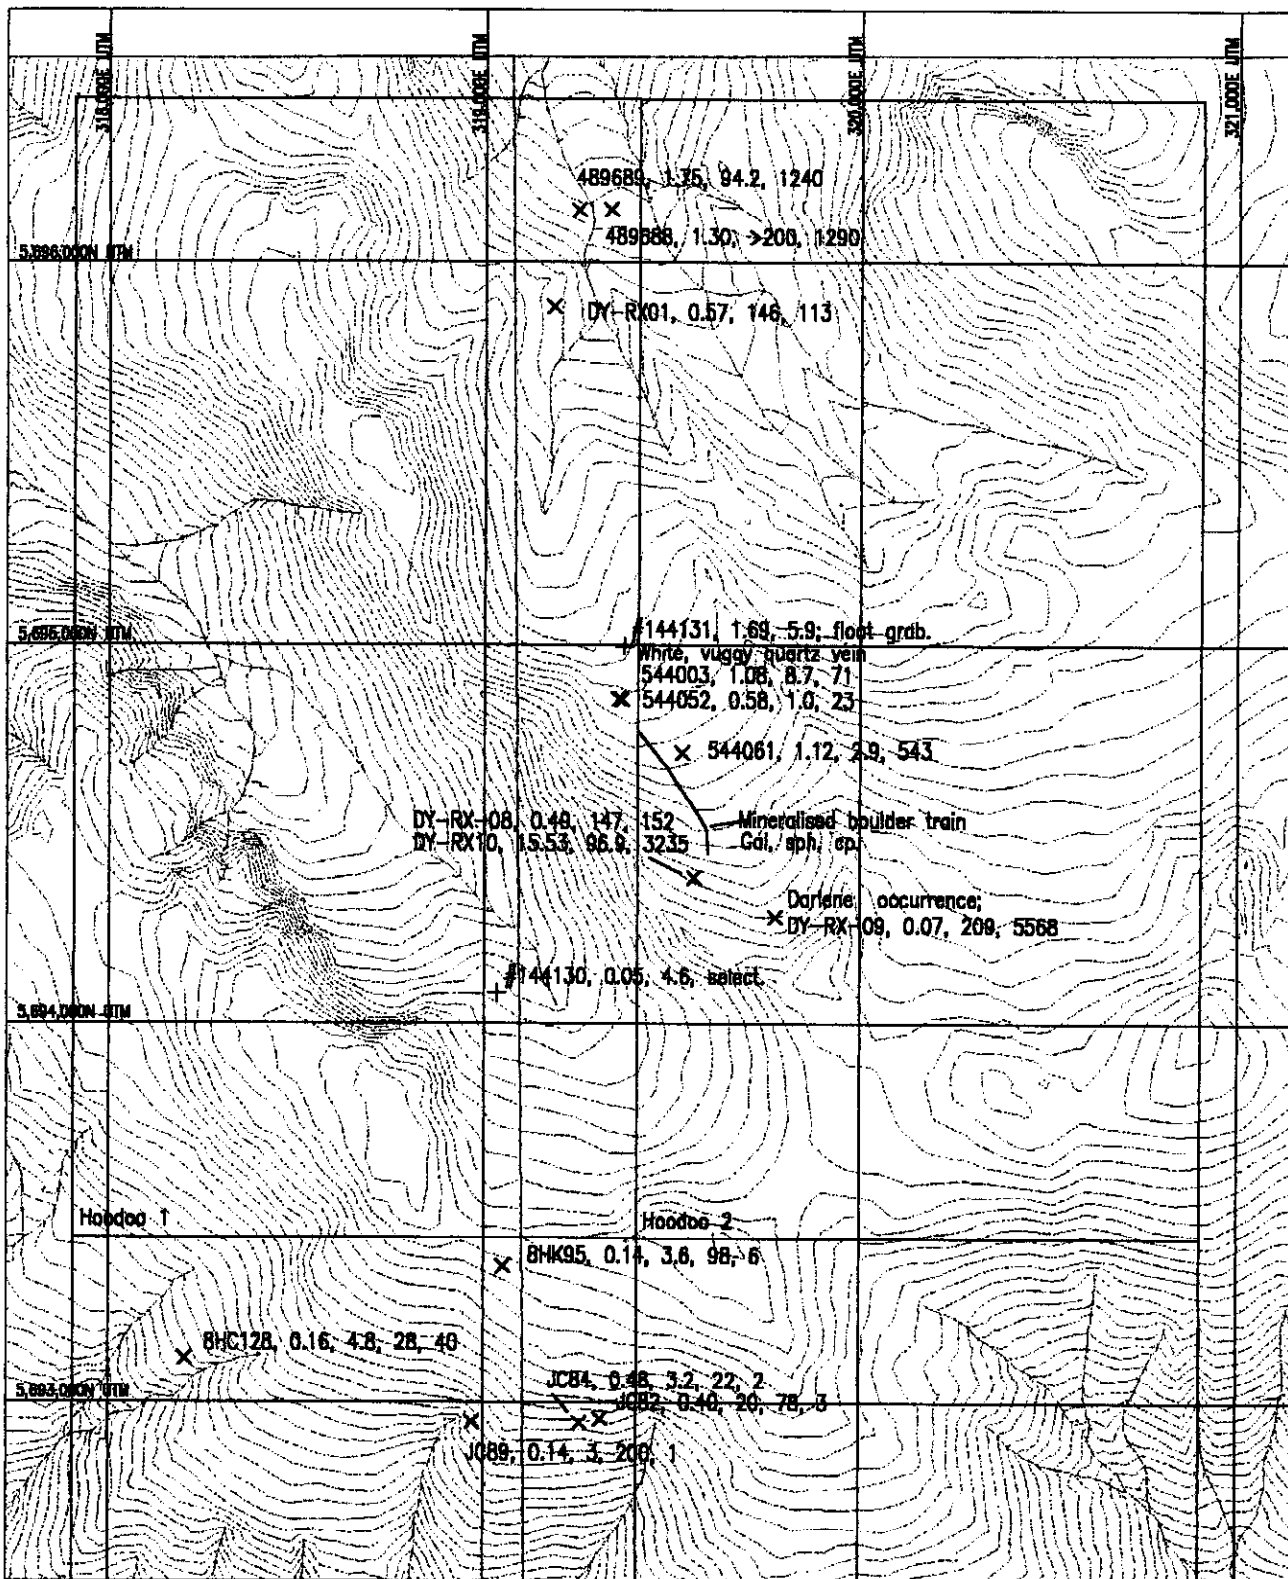 318,000E UTM
319,000E UTM
320,000E UTM
321,000E UTM
489689, 1.75, 94.2, 1240
489688, 1.30, >200, 1290
5,696,000N UTM
DY-RX01, 0.57, 146, 113
5,695,000N UTM
#144131, 1.69, 5.9; float grab.
White, vuggy quartz vein
544003, 1.08, 8.7, 71
544052, 0.58, 1.0, 23
544061, 1.12, 2.9, 543
DY-RX-08, 0.49, 147, 152
Mineralised boulder train
DY-RX10, 15.53, 96.9, 3235
Gal, sph, cp.
Darlene occurrence;
DY-RX-09, 0.07, 209, 5568
#144130, 0.05, 4.6, select.
5,694,000N UTM
Hoodoo 1
Hoodoo 2
8HK95, 0.14, 3.6, 98, 6
8HC128, 0.16, 4.8, 28, 40
JC84, 0.48, 3.2, 22, 2
5,693,000N UTM
JC82, 0.40, 20, 78, 3
JC89, 0.14, 3, 200, 1